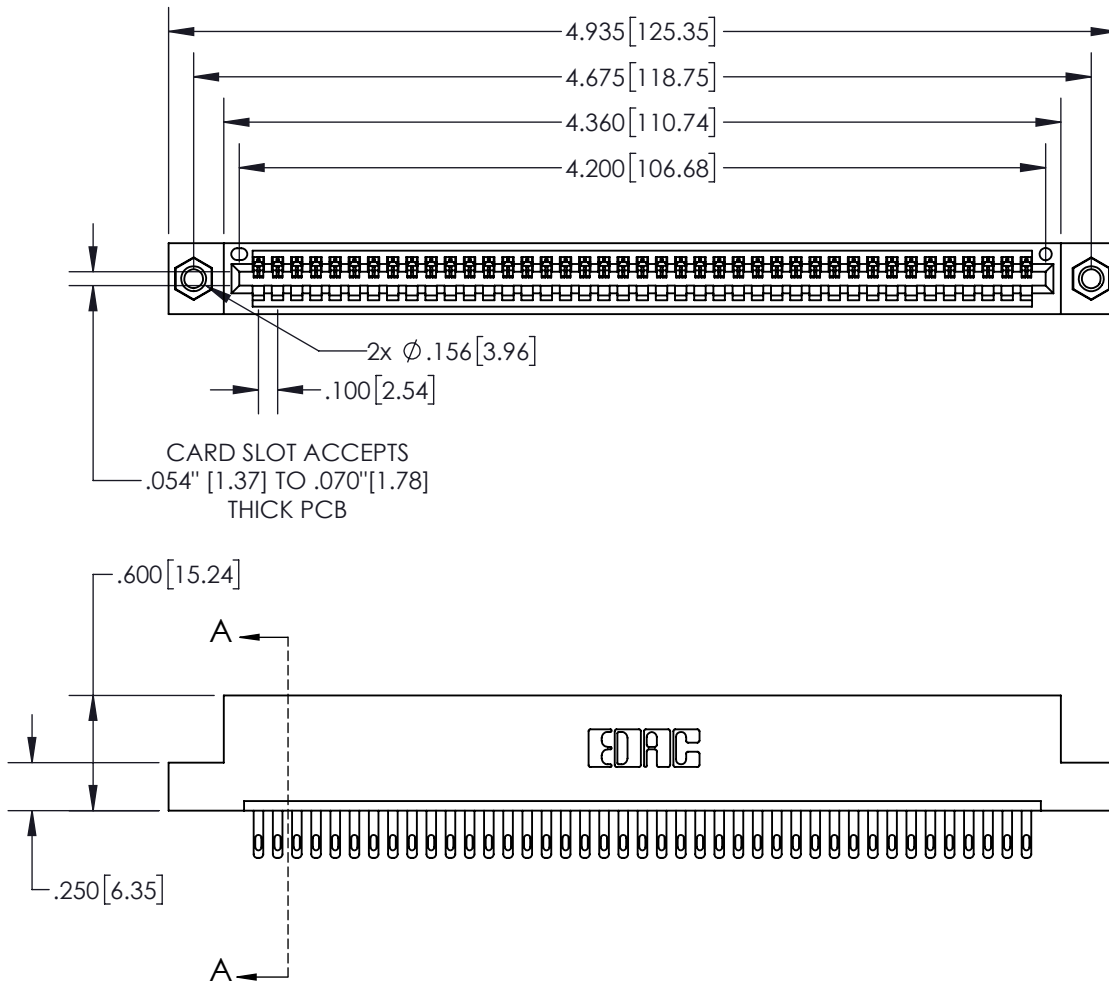 4.935[125.35]
4.675[118.75]
4.360[110.74]
4.200[106.68]
2x Ø.156[3.96]
.100[2.54]
CARD SLOT ACCEPTS
.054" [1.37] TO .070"[1.78]
THICK PCB
.600[15.24]
A
EDAC
.250[6.35]
A